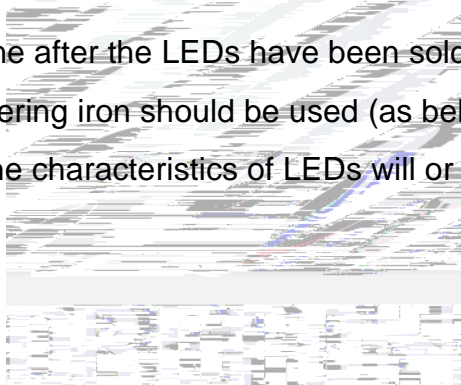 ne after the LEDs have been sold
ering iron should be used (as bel
ne characteristics of LEDs will or